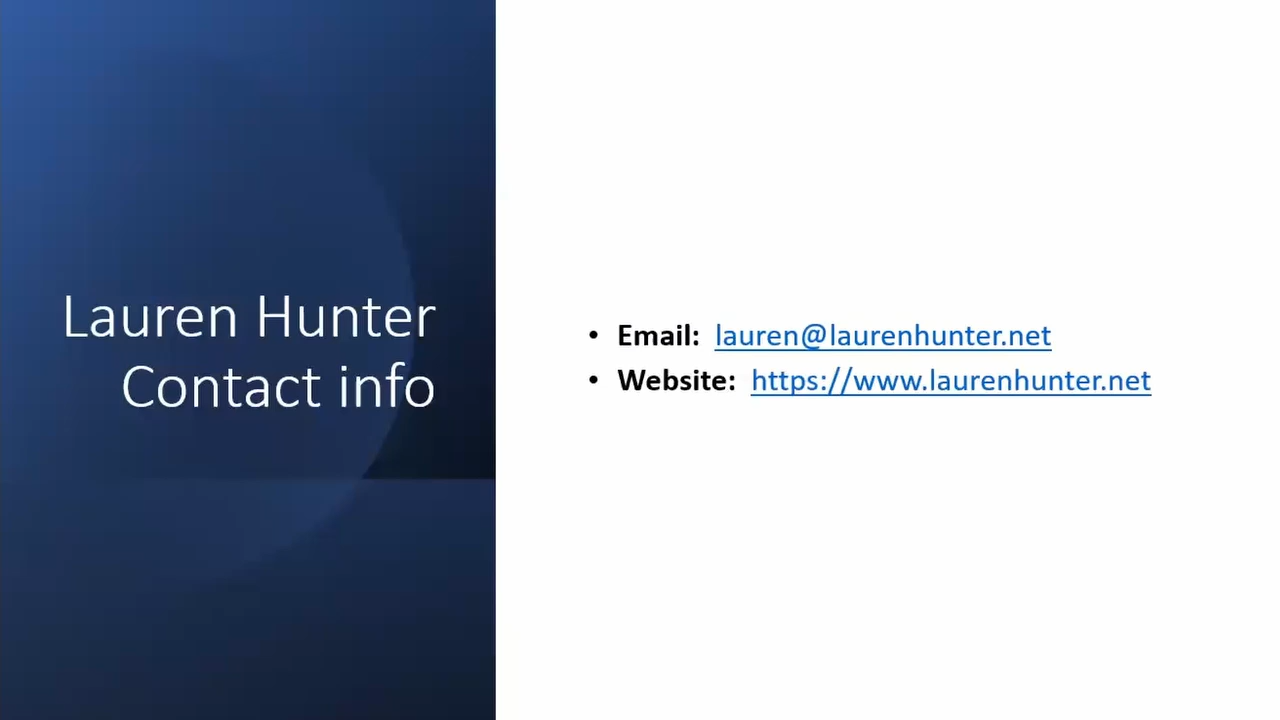 Lauren Hunter
Contact info
• Email: lauren@laurenhunter.net
• Website: https://www.laurenhunter.net